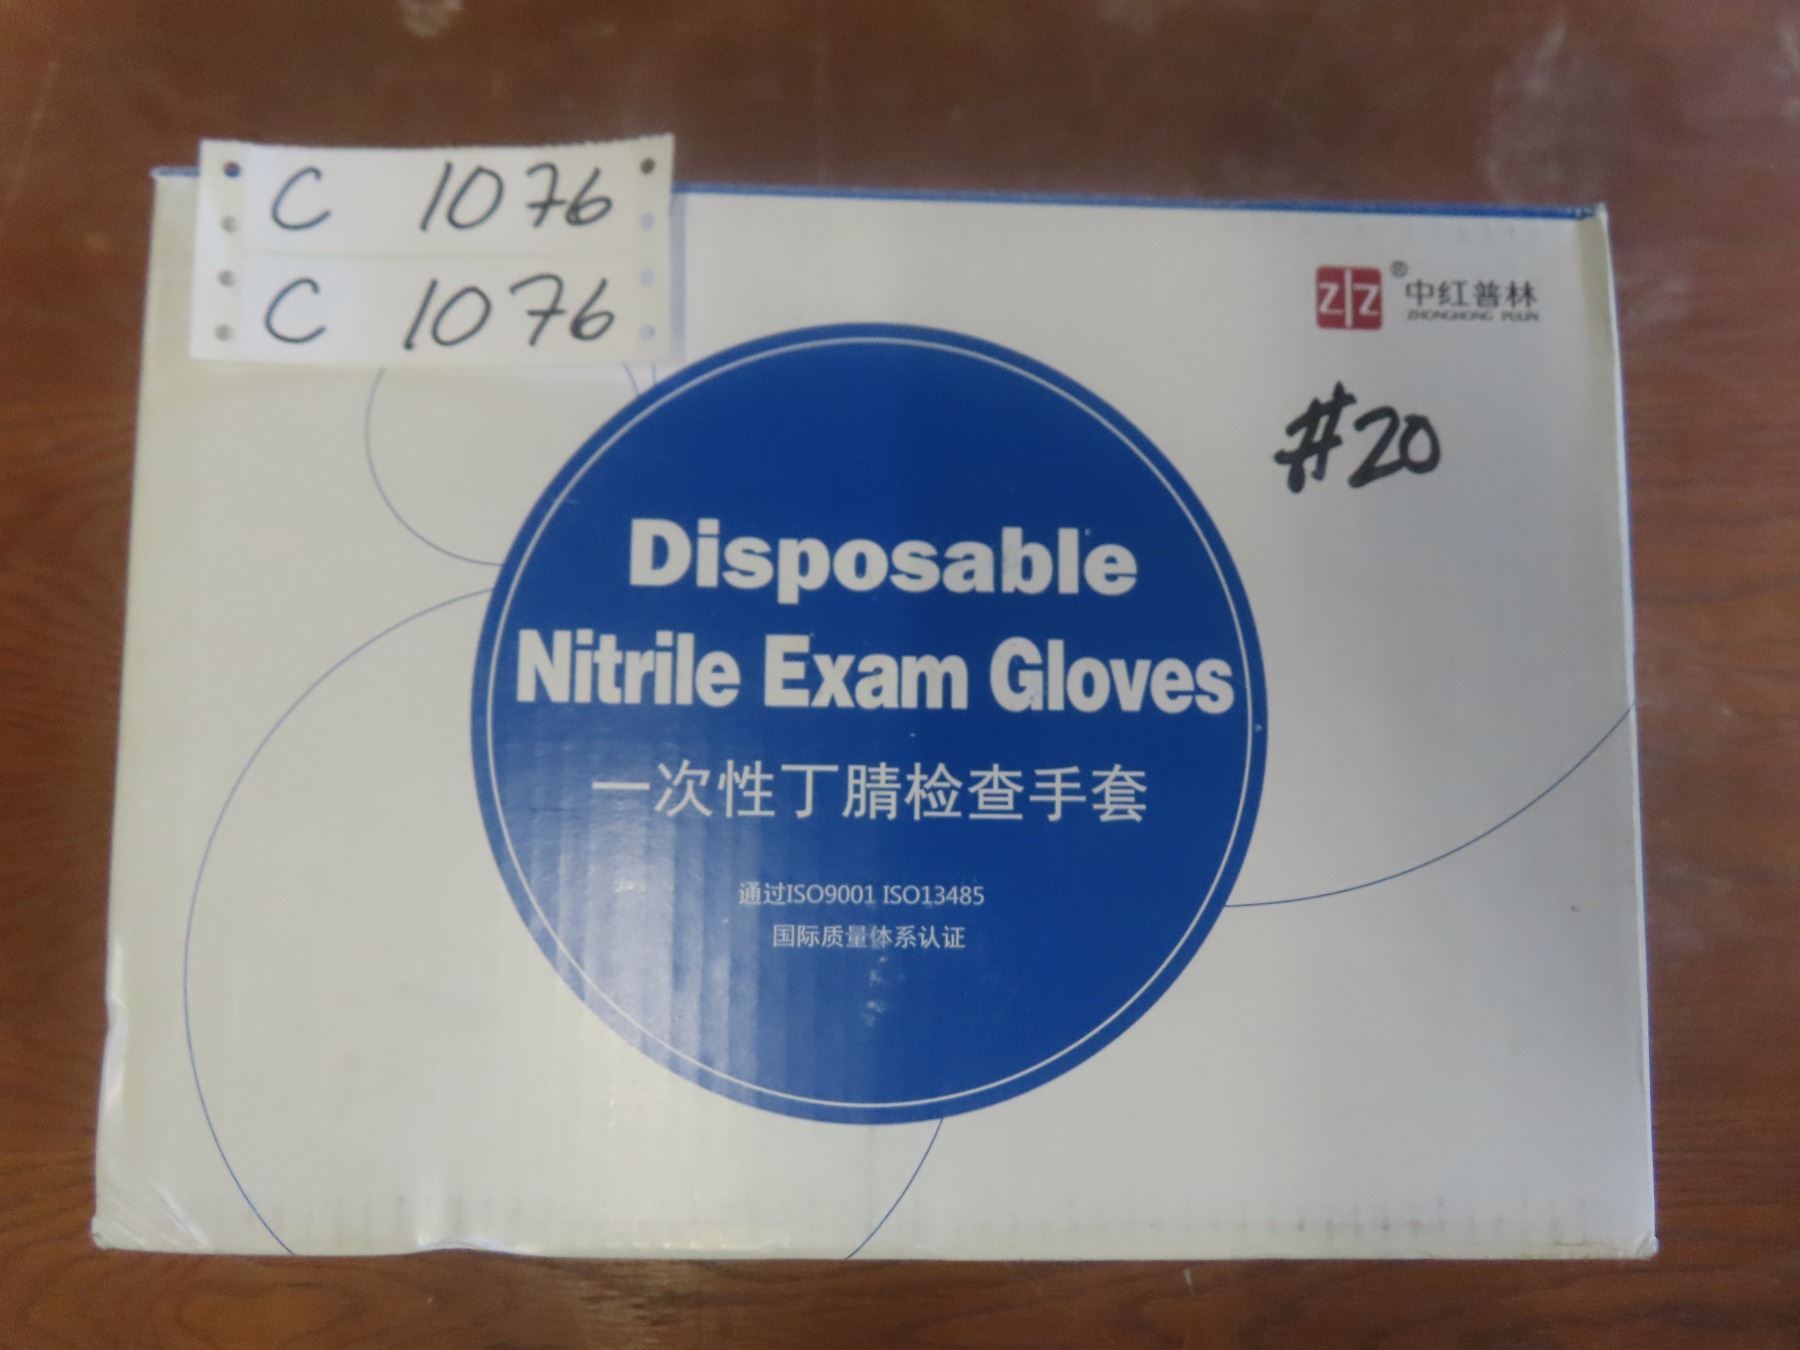 C 1076
C 1076
Z Z ® 中红普林
ZHONGHONG PULIN
#20
Disposable
Nitrile Exam Gloves
一次性丁腈检查手套
通过ISO9001 ISO13485
国际质量体系认证